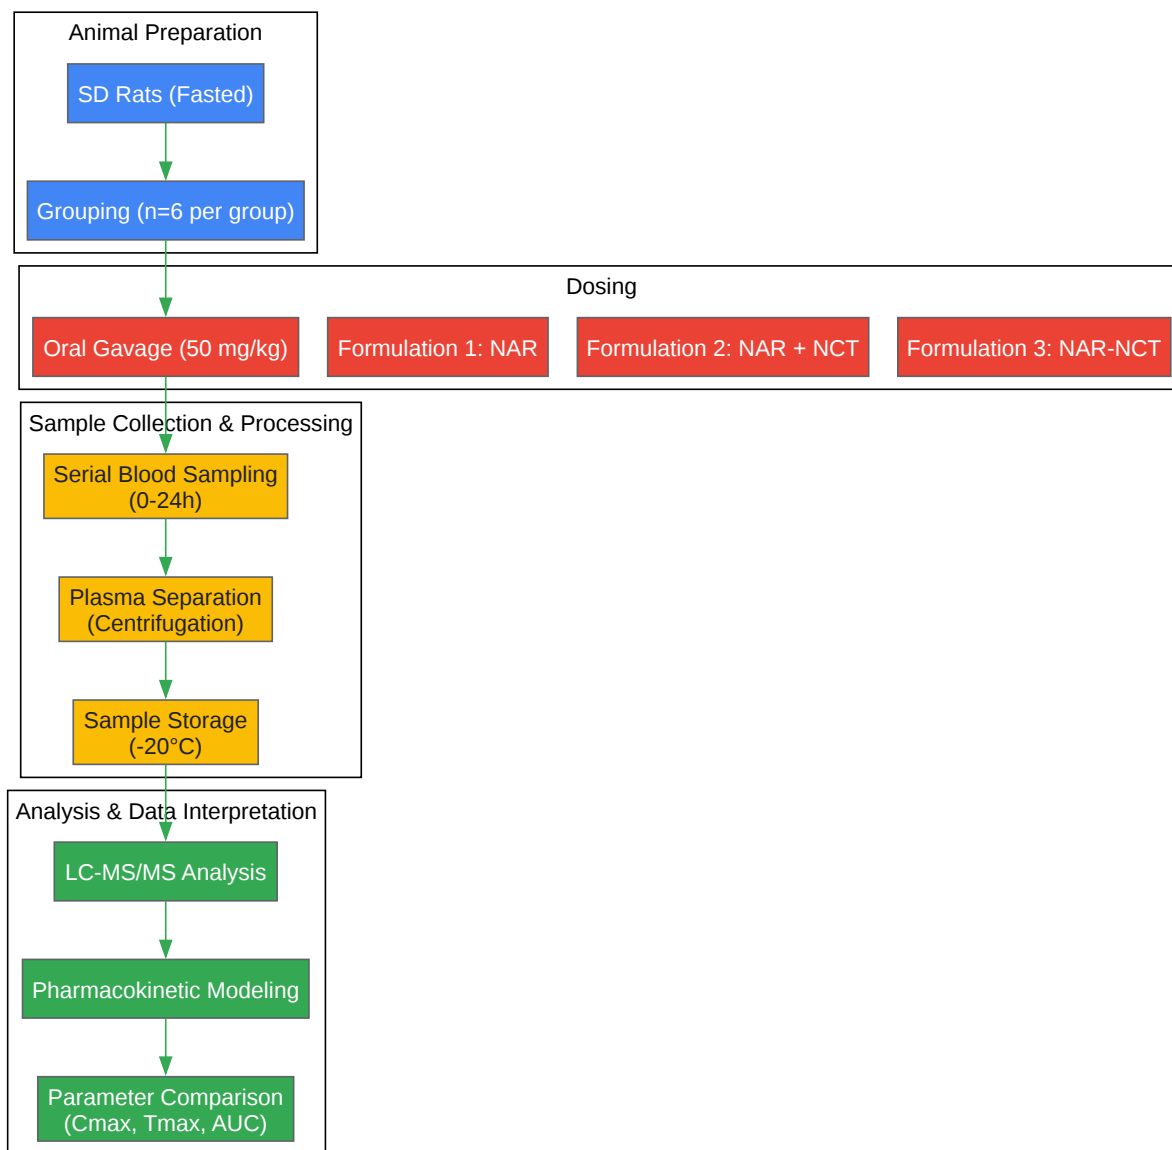 Animal Preparation
SD Rats (Fasted)
Grouping (n=6 per group)
Dosing
Oral Gavage (50 mg/kg)
Formulation 1: NAR
Formulation 2: NAR + NCT
Formulation 3: NAR-NCT
Sample Collection & Processing
Serial Blood Sampling
(0-24h)
Plasma Separation
(Centrifugation)
Sample Storage
(-20°C)
Analysis & Data Interpretation
LC-MS/MS Analysis
Pharmacokinetic Modeling
Parameter Comparison
(Cmax, Tmax, AUC)